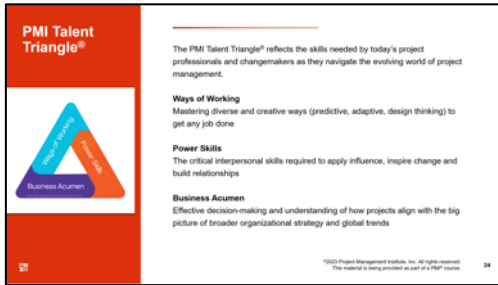 PMI Talent
Triangle®
The PMI Talent Triangle® reflects the skills needed by today's project
professionals and changemakers as they navigate the evolving world of project
management.
Ways of Working
Mastering diverse and creative ways (predictive, adaptive, design thinking) to
get any job done
Power Skills
The critical interpersonal skills required to apply influence, inspire change and
build relationships
Business Acumen
Effective decision-making and understanding of how projects align with the big
picture of broader organizational strategy and global trends
Ways of Working
Power Skills
Business Acumen
©2023 Project Management Institute, Inc. All rights reserved.
This material is being provided as part of a PMI® course.
24